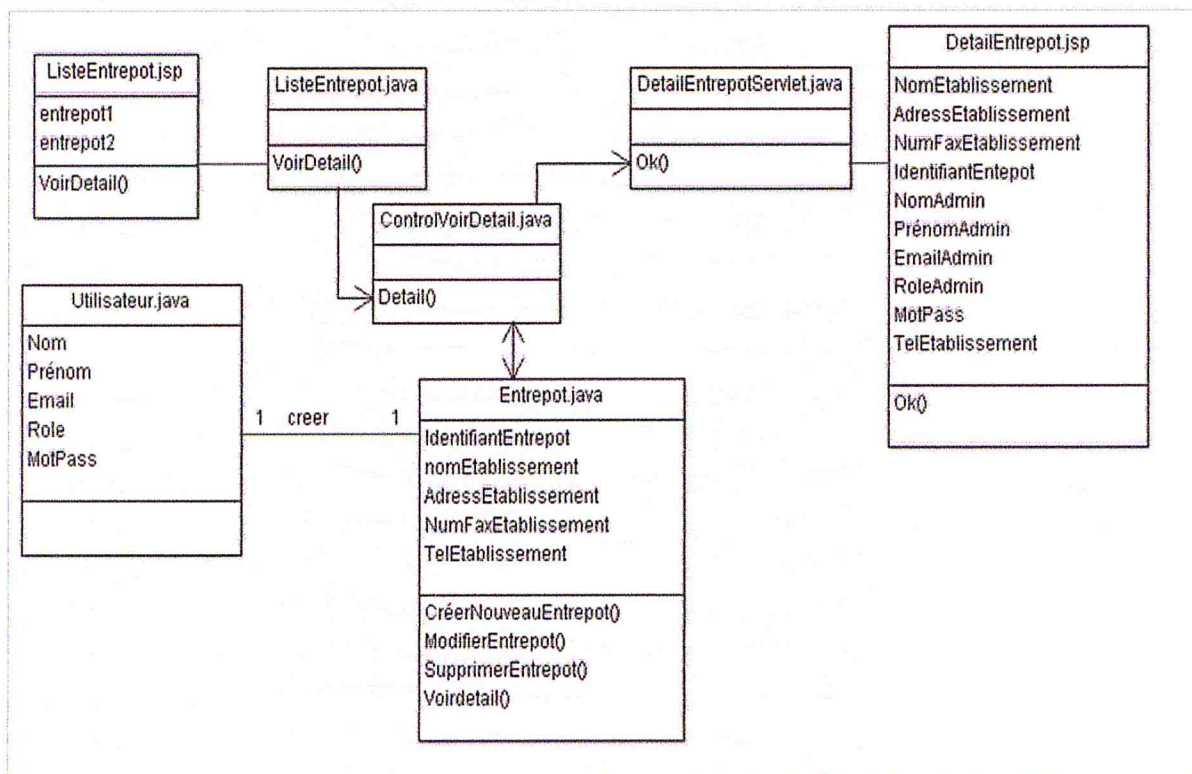 ListeEntrepot.jsp
entrepot1
entrepot2
VoirDetail()
ListeEntrepot.java
VoirDetail()
DetailEntrepotServlet.java
Ok()
DetailEntrepot.jsp
NomEtablissement
AdressEtablissement
NumFaxEtablissement
IdentifiantEntepot
NomAdmin
PrénomAdmin
EmailAdmin
RoleAdmin
MotPass
TelEtablissement
Ok()
ControlVoirDetail.java
Detail()
Utilisateur.java
Nom
Prénom
Email
Role
MotPass
1 creer 1
Entrepot.java
IdentifiantEntrepot
nomEtablissement
AdressEtablissement
NumFaxEtablissement
TelEtablissement
CréerNouveauEntrepot()
ModifierEntrepot()
SupprimerEntrepot()
Voirdetail()